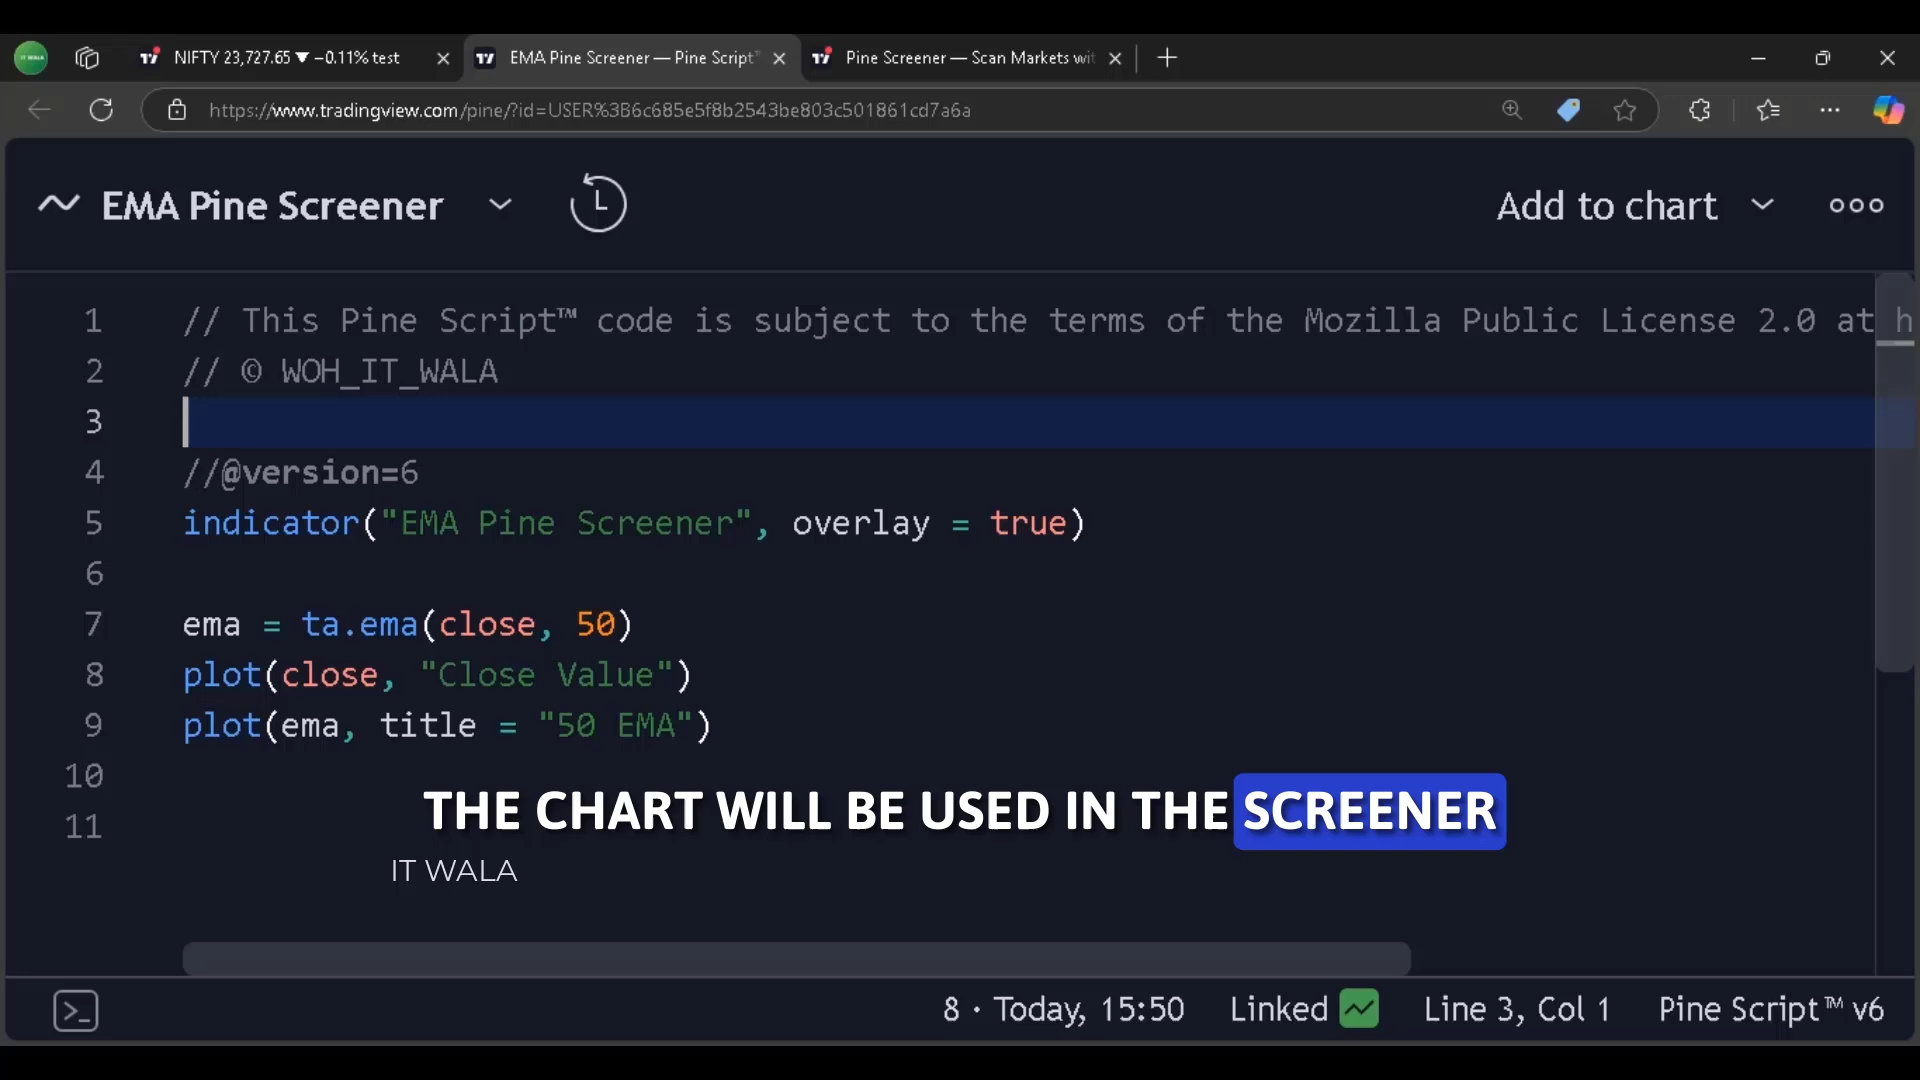 IT WALA
NIFTY 23,727.65 ▼ −0.11% test
EMA Pine Screener — Pine Script™
Pine Screener — Scan Markets wit
https://www.tradingview.com/pine/?id=USER%3B6c685e5f8b2543be803c501861cd7a6a
EMA Pine Screener
Add to chart
1 // This Pine Script™ code is subject to the terms of the Mozilla Public License 2.0 at h
2 // © WOH_IT_WALA
3
4 //@version=6
5 indicator("EMA Pine Screener", overlay = true)
6
7 ema = ta.ema(close, 50)
8 plot(close, "Close Value")
9 plot(ema, title = "50 EMA")
10
11
THE CHART WILL BE USED IN THE SCREENER
IT WALA
8 · Today, 15:50 Linked Line 3, Col 1 Pine Script™ v6